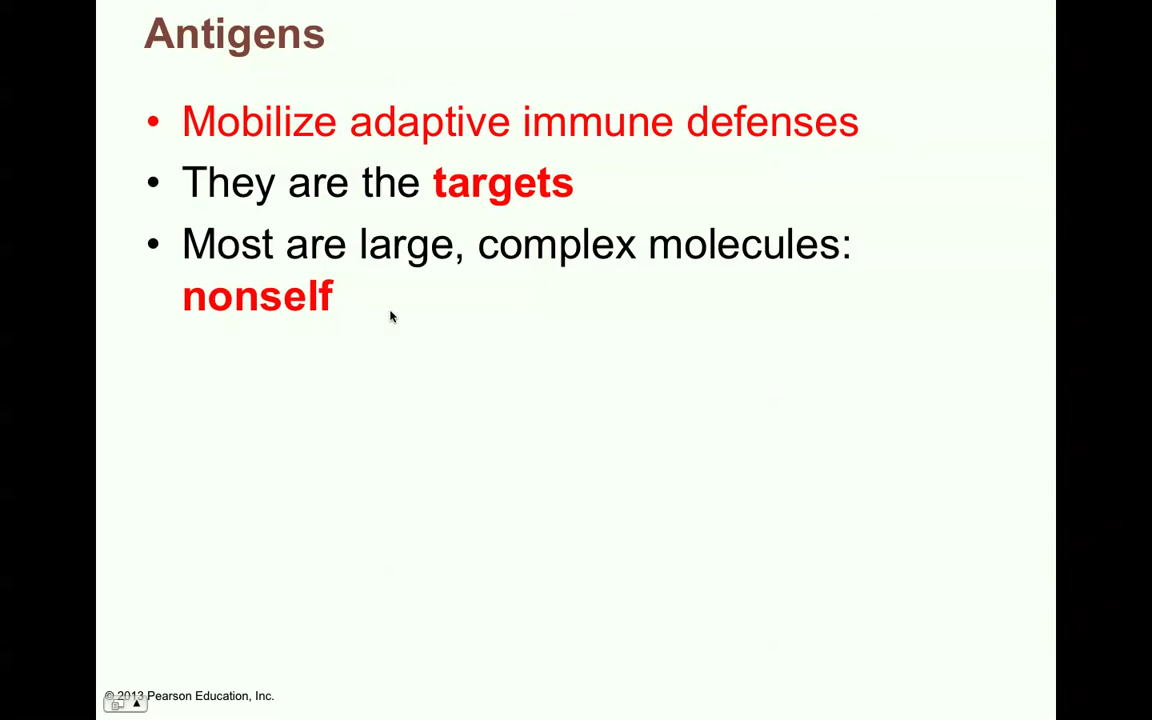 Antigens
• Mobilize adaptive immune defenses
• They are the targets
• Most are large, complex molecules:
nonself
© 2013 Pearson Education, Inc.